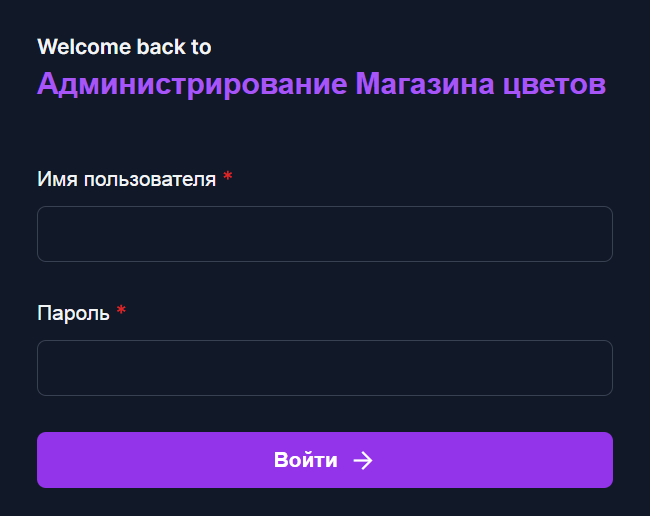 Welcome back to
Администрирование Магазина цветов
Имя пользователя *
Пароль *
Войти →